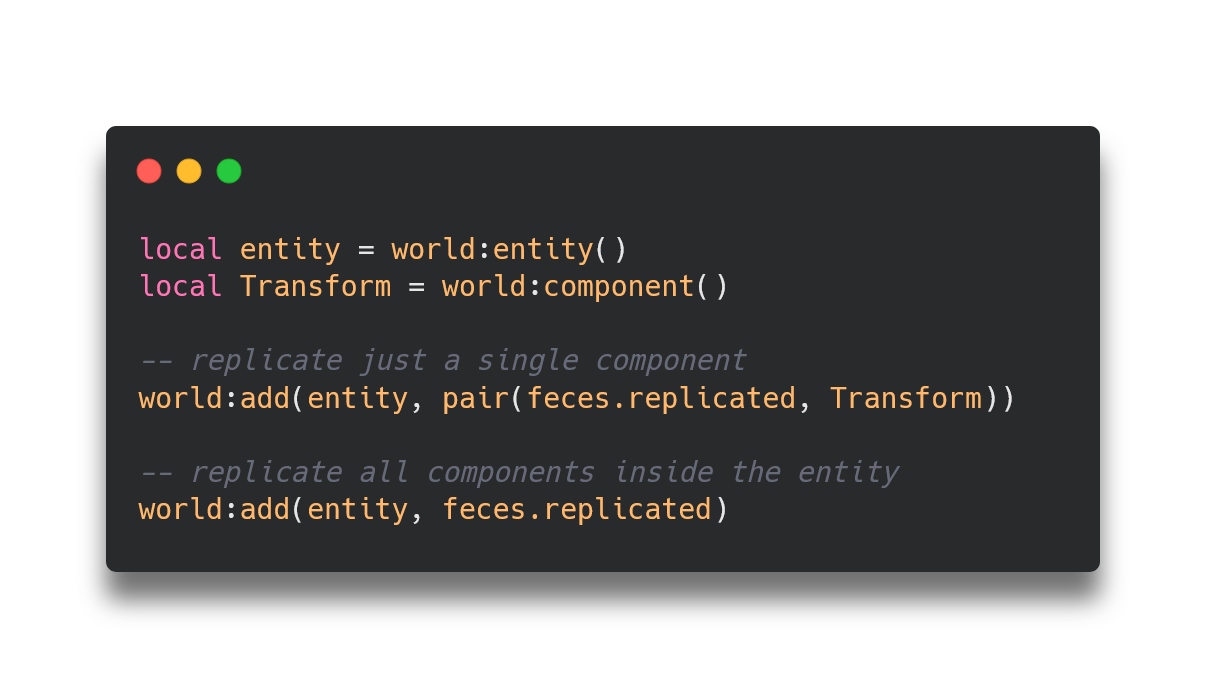 local entity = world:entity()
local Transform = world:component()
-- replicate just a single component
world:add(entity, pair(feces.replicated, Transform))
-- replicate all components inside the entity
world:add(entity, feces.replicated)